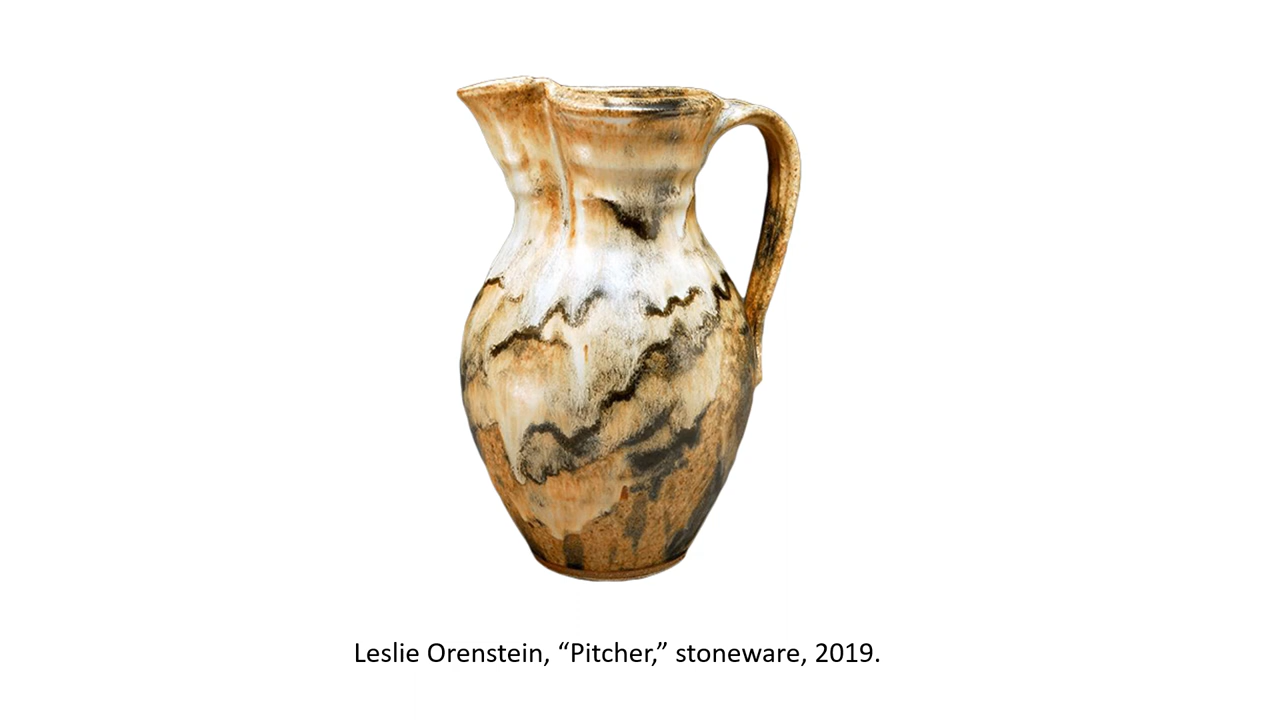 Leslie Orenstein, “Pitcher,” stoneware, 2019.